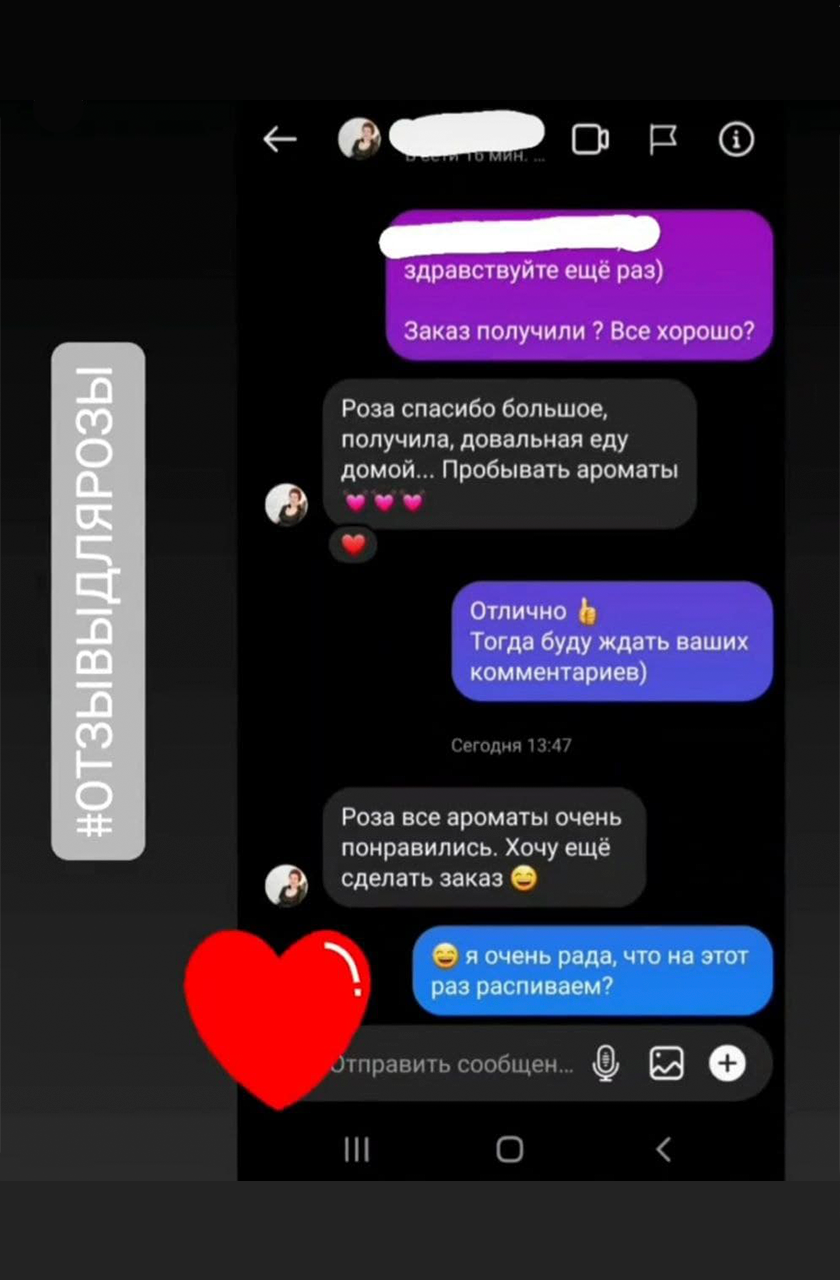 #ОТЗЫВЫДЛЯРОЗЫ
В сети 16 мин. ...
здравствуйте ещё раз)
Заказ получили ? Все хорошо?
Роза спасибо большое,
получила, довальная еду
домой... Пробывать ароматы
💓💓💓
❤️
Отлично 👍
Тогда буду ждать ваших
комментариев)
Сегодня 13:47
Роза все ароматы очень
понравились. Хочу ещё
сделать заказ 😄
😄 я очень рада, что на этот
раз распиваем?
Отправить сообщен...